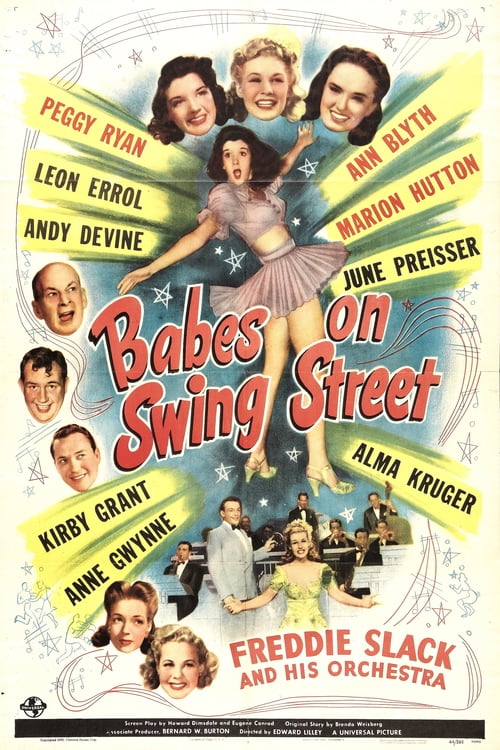 PEGGY RYAN
LEON ERROL
ANDY DEVINE
ANN BLYTH
MARION HUTTON
JUNE PREISSER
Babes on
Swing Street
KIRBY GRANT
ANNE GWYNNE
ALMA KRUGER
FREDDIE SLACK
AND HIS ORCHESTRA
Screen Play by Howard Dimsdale and Eugene Conrad Original Story by Brenda Weisberg
Associate Producer, BERNARD W. BURTON Directed by EDWARD LILLEY A UNIVERSAL PICTURE